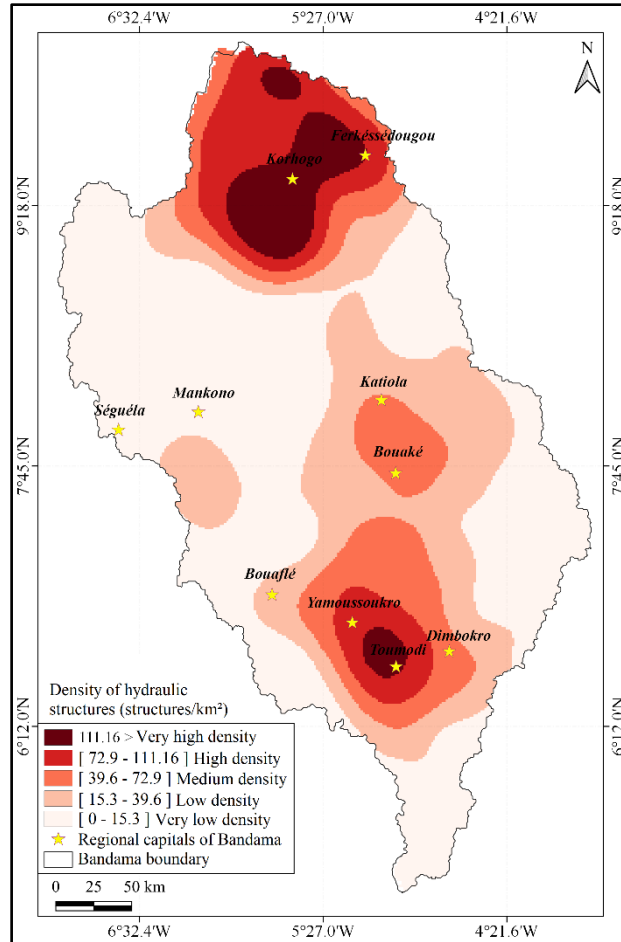 6°32.4'W 5°27.0'W 4°21.6'W
N
Ferkéssédougou
Korhogo
9°18.0'N 9°18.0'N
Katiola
Mankono
Séguéla
Bouaké
7°45.0'N 7°45.0'N
Bouaflé
Yamoussoukro
Dimbokro
Toumodi
6°12.0'N 6°12.0'N
Density of hydraulic
structures (structures/km²)
111.16 > Very high density
[ 72.9 - 111.16 ] High density
[ 39.6 - 72.9 ] Medium density
[ 15.3 - 39.6 ] Low density
[ 0 - 15.3 ] Very low density
Regional capitals of Bandama
Bandama boundary
0 25 50 km
6°32.4'W 5°27.0'W 4°21.6'W